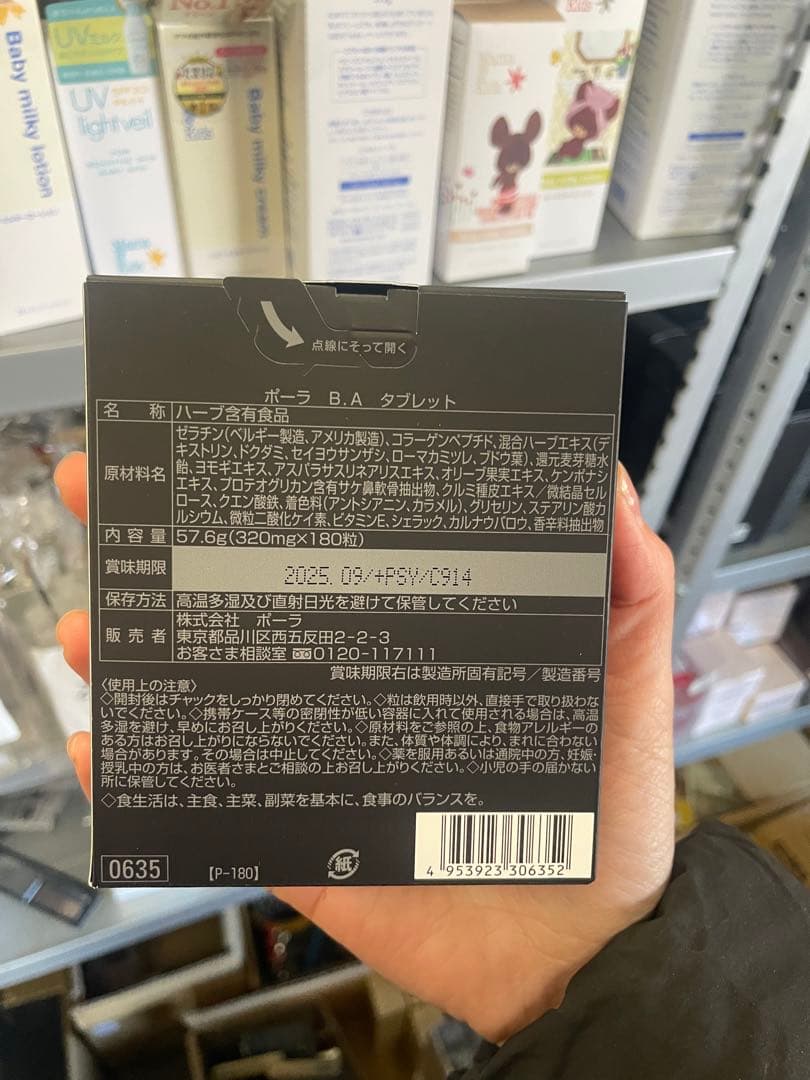 No.1
Kids
Baby milky lotion
UVミルク
UV
light veil
Baby milky cream
点線にそって開く
ポーラ B.A タブレット
名称 ハーブ含有食品
原材料名 ゼラチン(ベルギー製造、アメリカ製造)、コラーゲンペプチド、混合ハーブエキス(デ
キストリン、ドクダミ、セイヨウサンザシ、ローマカミツレ、ブドウ葉)、還元麦芽糖水
飴、ヨモギエキス、アスパラサスリネアリスエキス、オリーブ果実エキス、ケンポナシ
エキス、プロテオグリカン含有サケ鼻軟骨抽出物、クルミ種皮エキス/微結晶セル
ロース、クエン酸鉄、着色料(アントシアニン、カラメル)、グリセリン、ステアリン酸カ
ルシウム、微粒二酸化ケイ素、ビタミンE、シェラック、カルナウバロウ、香辛料抽出物
内容量 57.6g(320mg×180粒)
賞味期限 2025. 09/+PSY/C914
保存方法 高温多湿及び直射日光を避けて保管してください
販売者 株式会社 ポーラ
東京都品川区西五反田2-2-3
お客さま相談室 0120-117111
賞味期限右は製造所固有記号/製造番号
〈使用上の注意〉
◇開封後はチャックをしっかり閉めてください。◇粒は飲用時以外、直接手で取り扱わな
いでください。◇携帯ケース等の密閉性が低い容器に入れて使用される場合は、高温
多湿を避け、早めにお召し上がりください。◇原材料をご参照の上、食物アレルギーの
ある方はお召し上がりにならないでください。また、体質や体調により、まれに合わない
場合があります。その場合は中止してください。◇薬を服用あるいは通院中の方、妊娠・
授乳中の方は、お医者さまとご相談の上お召し上がりください。◇小児の手の届かない
所に保管してください。
◇食生活は、主食、主菜、副菜を基本に、食事のバランスを。
0635
【P-180】
紙
4 953923 306352